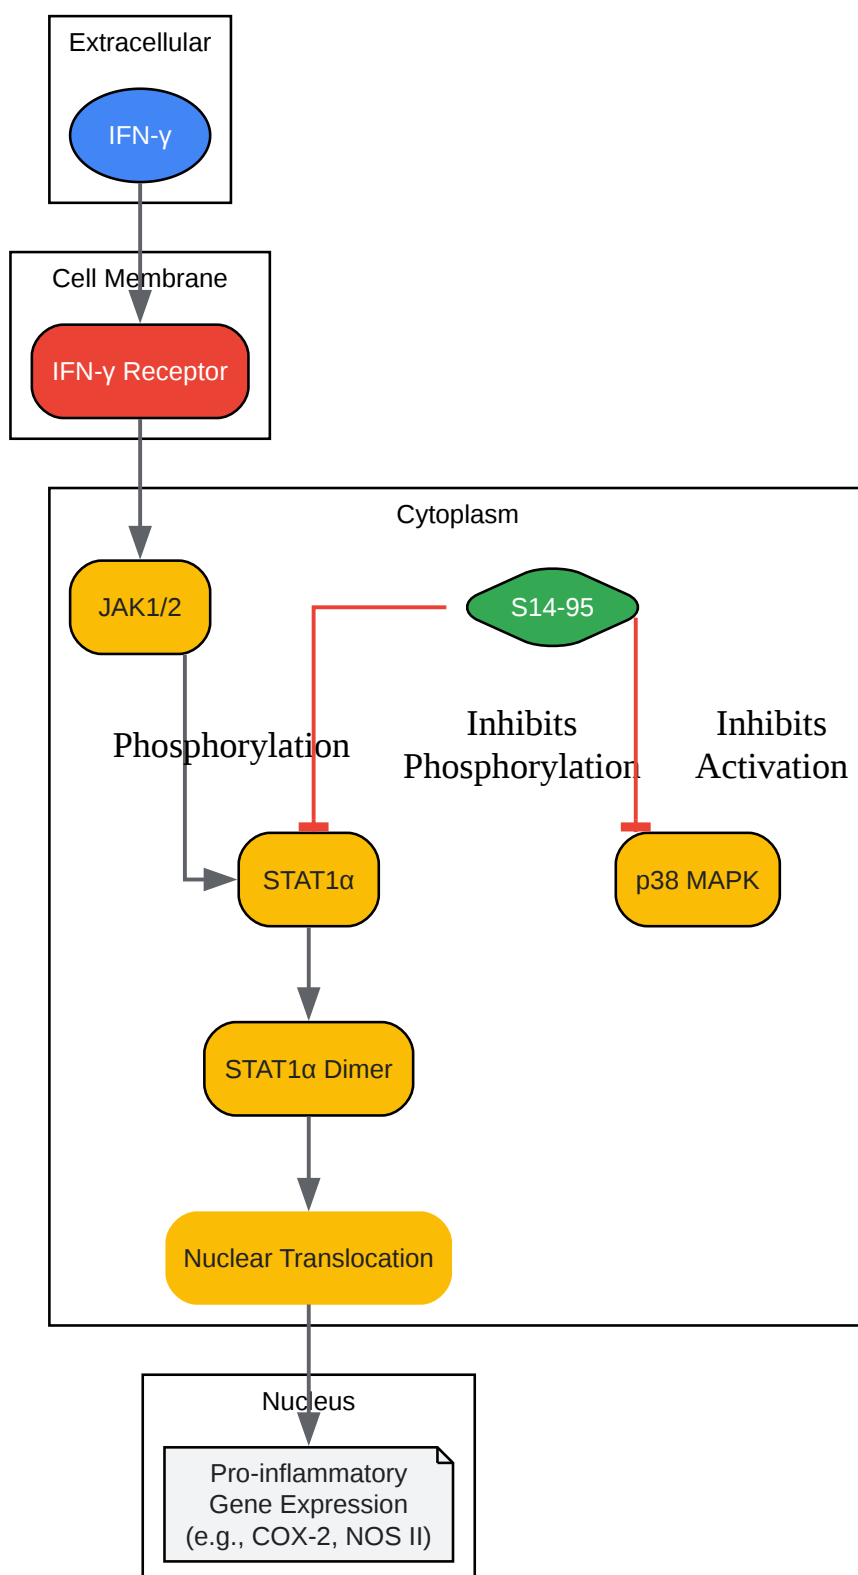 Extracellular
IFN-γ
Cell Membrane
IFN-γ Receptor
Cytoplasm
JAK1/2
S14-95
Phosphorylation
Inhibits
Phosphorylation
Inhibits
Activation
STAT1α
p38 MAPK
STAT1α Dimer
Nuclear Translocation
Nucleus
Pro-inflammatory
Gene Expression
(e.g., COX-2, NOS II)